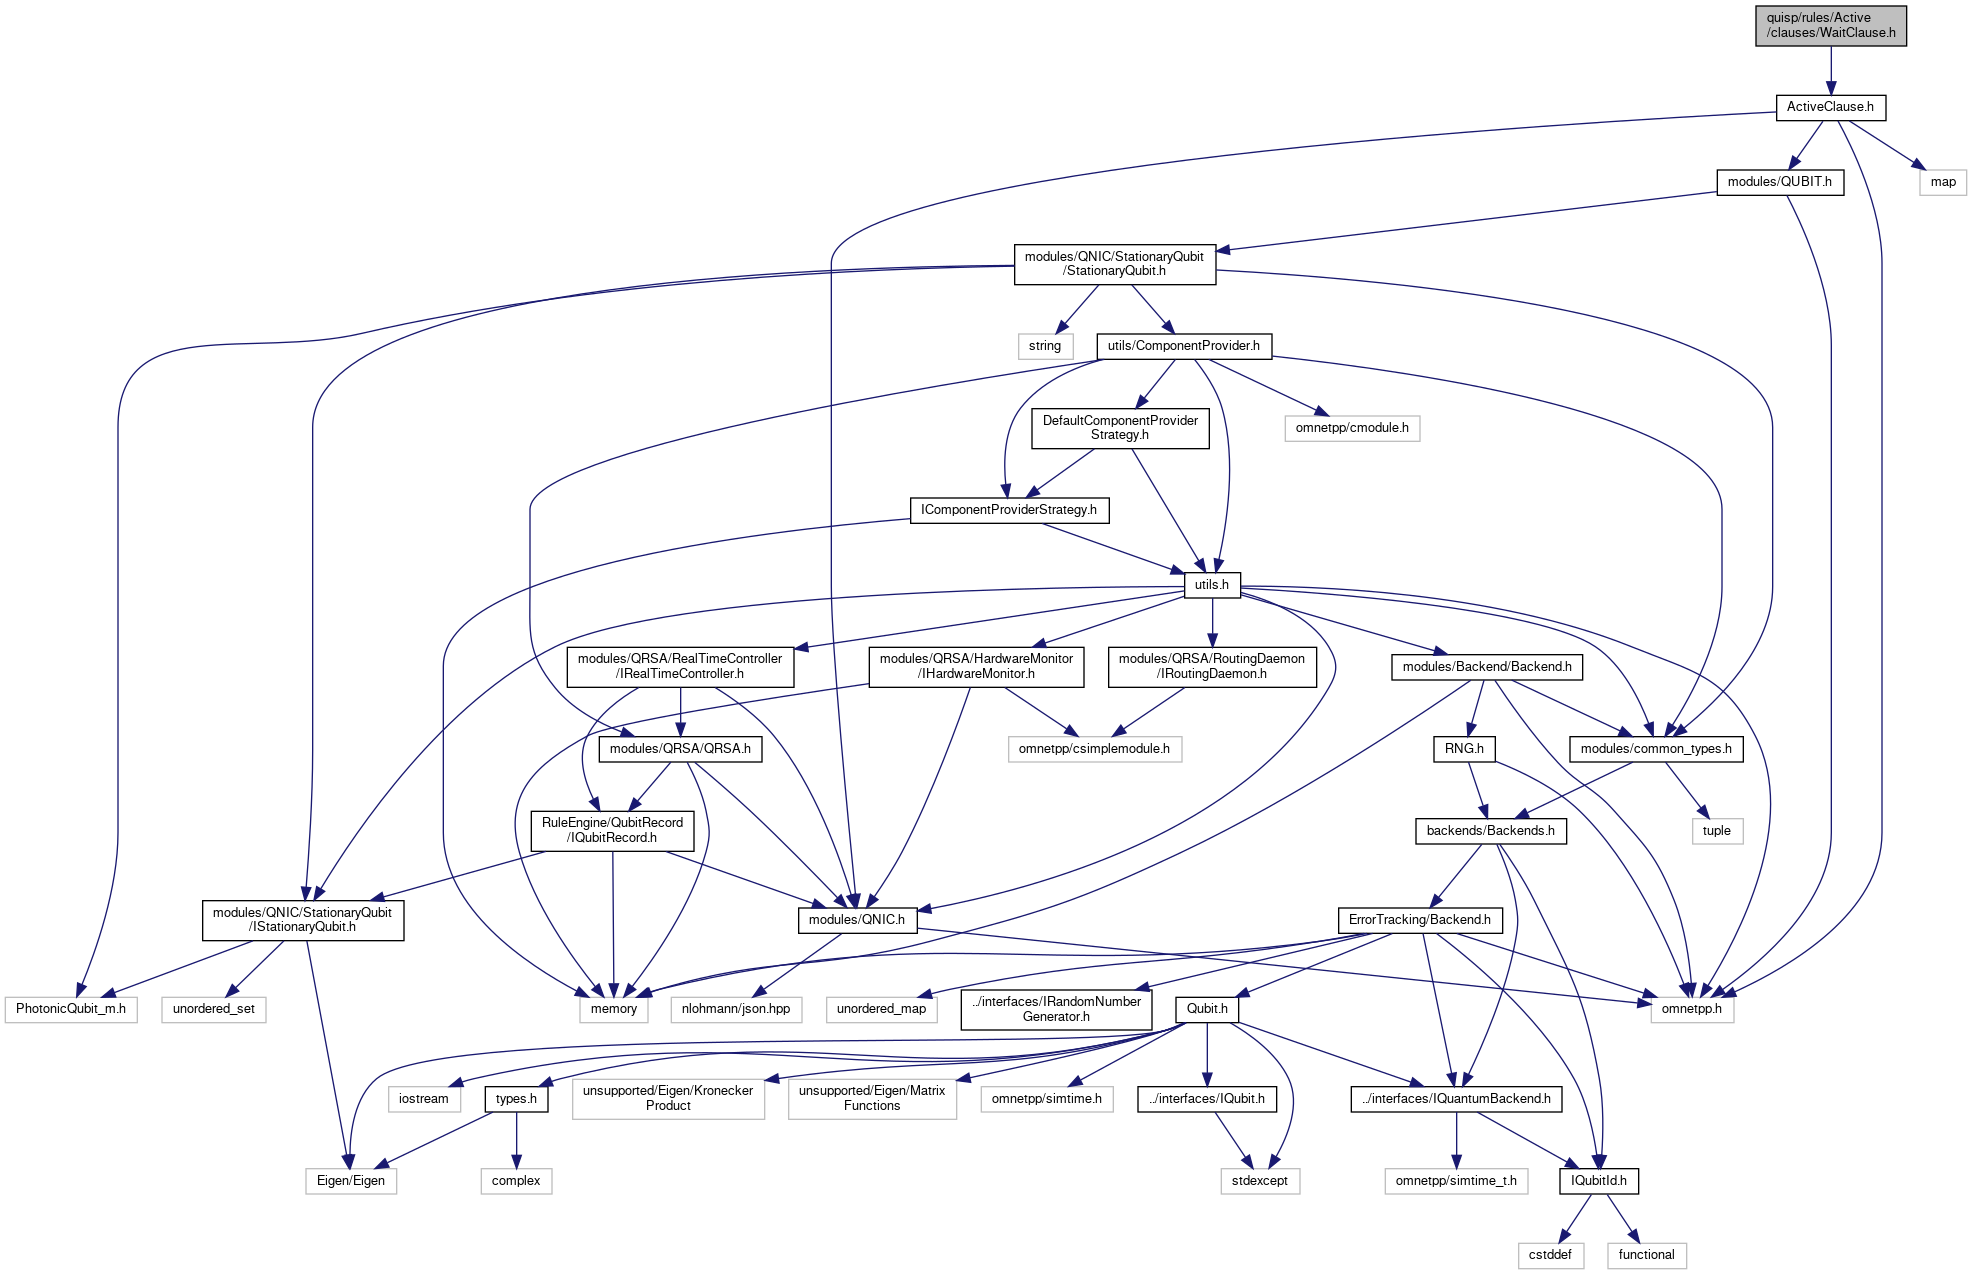 quisp/rules/Active
/clauses/WaitClause.h
ActiveClause.h
modules/QUBIT.h
map
modules/QNIC/StationaryQubit
/StationaryQubit.h
string
utils/ComponentProvider.h
DefaultComponentProvider
Strategy.h
omnetpp/cmodule.h
IComponentProviderStrategy.h
utils.h
modules/QRSA/RealTimeController
/IRealTimeController.h
modules/QRSA/HardwareMonitor
/IHardwareMonitor.h
modules/QRSA/RoutingDaemon
/IRoutingDaemon.h
modules/Backend/Backend.h
modules/QRSA/QRSA.h
omnetpp/csimplemodule.h
RNG.h
modules/common_types.h
RuleEngine/QubitRecord
/IQubitRecord.h
backends/Backends.h
tuple
modules/QNIC/StationaryQubit
/IStationaryQubit.h
modules/QNIC.h
ErrorTracking/Backend.h
PhotonicQubit_m.h
unordered_set
memory
nlohmann/json.hpp
unordered_map
../interfaces/IRandomNumber
Generator.h
Qubit.h
omnetpp.h
iostream
types.h
unsupported/Eigen/Kronecker
Product
unsupported/Eigen/Matrix
Functions
omnetpp/simtime.h
../interfaces/IQubit.h
../interfaces/IQuantumBackend.h
Eigen/Eigen
complex
stdexcept
omnetpp/simtime_t.h
IQubitId.h
cstddef
functional